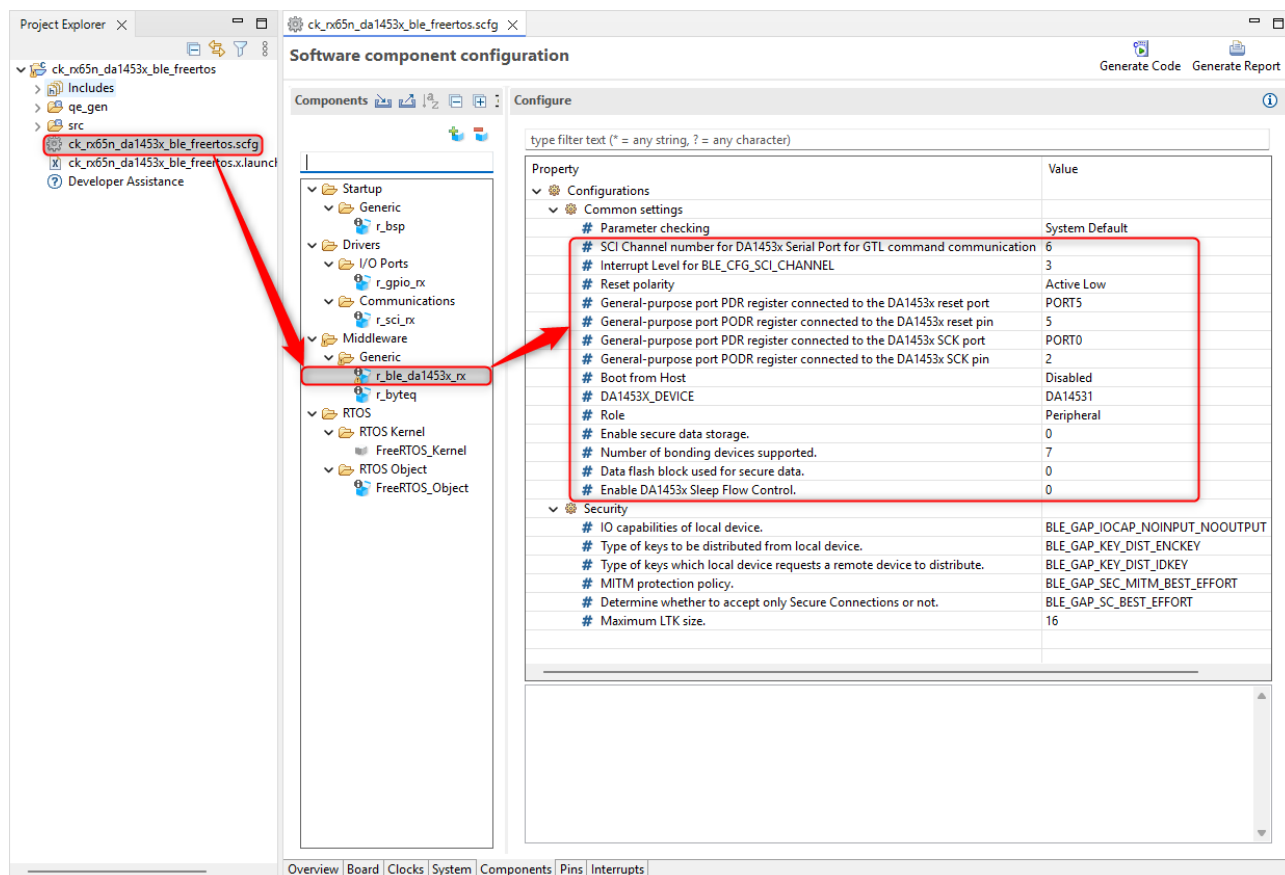 Project Explorer
ck_rx65n_da1453x_ble_freertos
Includes
qe_gen
src
ck_rx65n_da1453x_ble_freertos.scfg
ck_rx65n_da1453x_ble_freertos.x.launch
Developer Assistance
ck_rx65n_da1453x_ble_freertos.scfg
Software component configuration
Generate Code Generate Report
Components
Startup
Generic
r_bsp
Drivers
I/O Ports
r_gpio_rx
Communications
r_sci_rx
Middleware
Generic
r_ble_da1453x_rx
r_byteq
RTOS
RTOS Kernel
FreeRTOS_Kernel
RTOS Object
FreeRTOS_Object
Configure
type filter text (* = any string, ? = any character)
Property Value
Configurations
Common settings
# Parameter checking System Default
# SCI Channel number for DA1453x Serial Port for GTL command communication 6
# Interrupt Level for BLE_CFG_SCI_CHANNEL 3
# Reset polarity Active Low
# General-purpose port PDR register connected to the DA1453x reset port PORT5
# General-purpose port PODR register connected to the DA1453x reset pin 5
# General-purpose port PDR register connected to the DA1453x SCK port PORT0
# General-purpose port PODR register connected to the DA1453x SCK pin 2
# Boot from Host Disabled
# DA1453X_DEVICE DA14531
# Role Peripheral
# Enable secure data storage. 0
# Number of bonding devices supported. 7
# Data flash block used for secure data. 0
# Enable DA1453x Sleep Flow Control. 0
Security
# IO capabilities of local device. BLE_GAP_IOCAP_NOINPUT_NOOUTPUT
# Type of keys to be distributed from local device. BLE_GAP_KEY_DIST_ENCKEY
# Type of keys which local device requests a remote device to distribute. BLE_GAP_KEY_DIST_IDKEY
# MITM protection policy. BLE_GAP_SEC_MITM_BEST_EFFORT
# Determine whether to accept only Secure Connections or not. BLE_GAP_SC_BEST_EFFORT
# Maximum LTK size. 16
Overview Board Clocks System Components Pins Interrupts